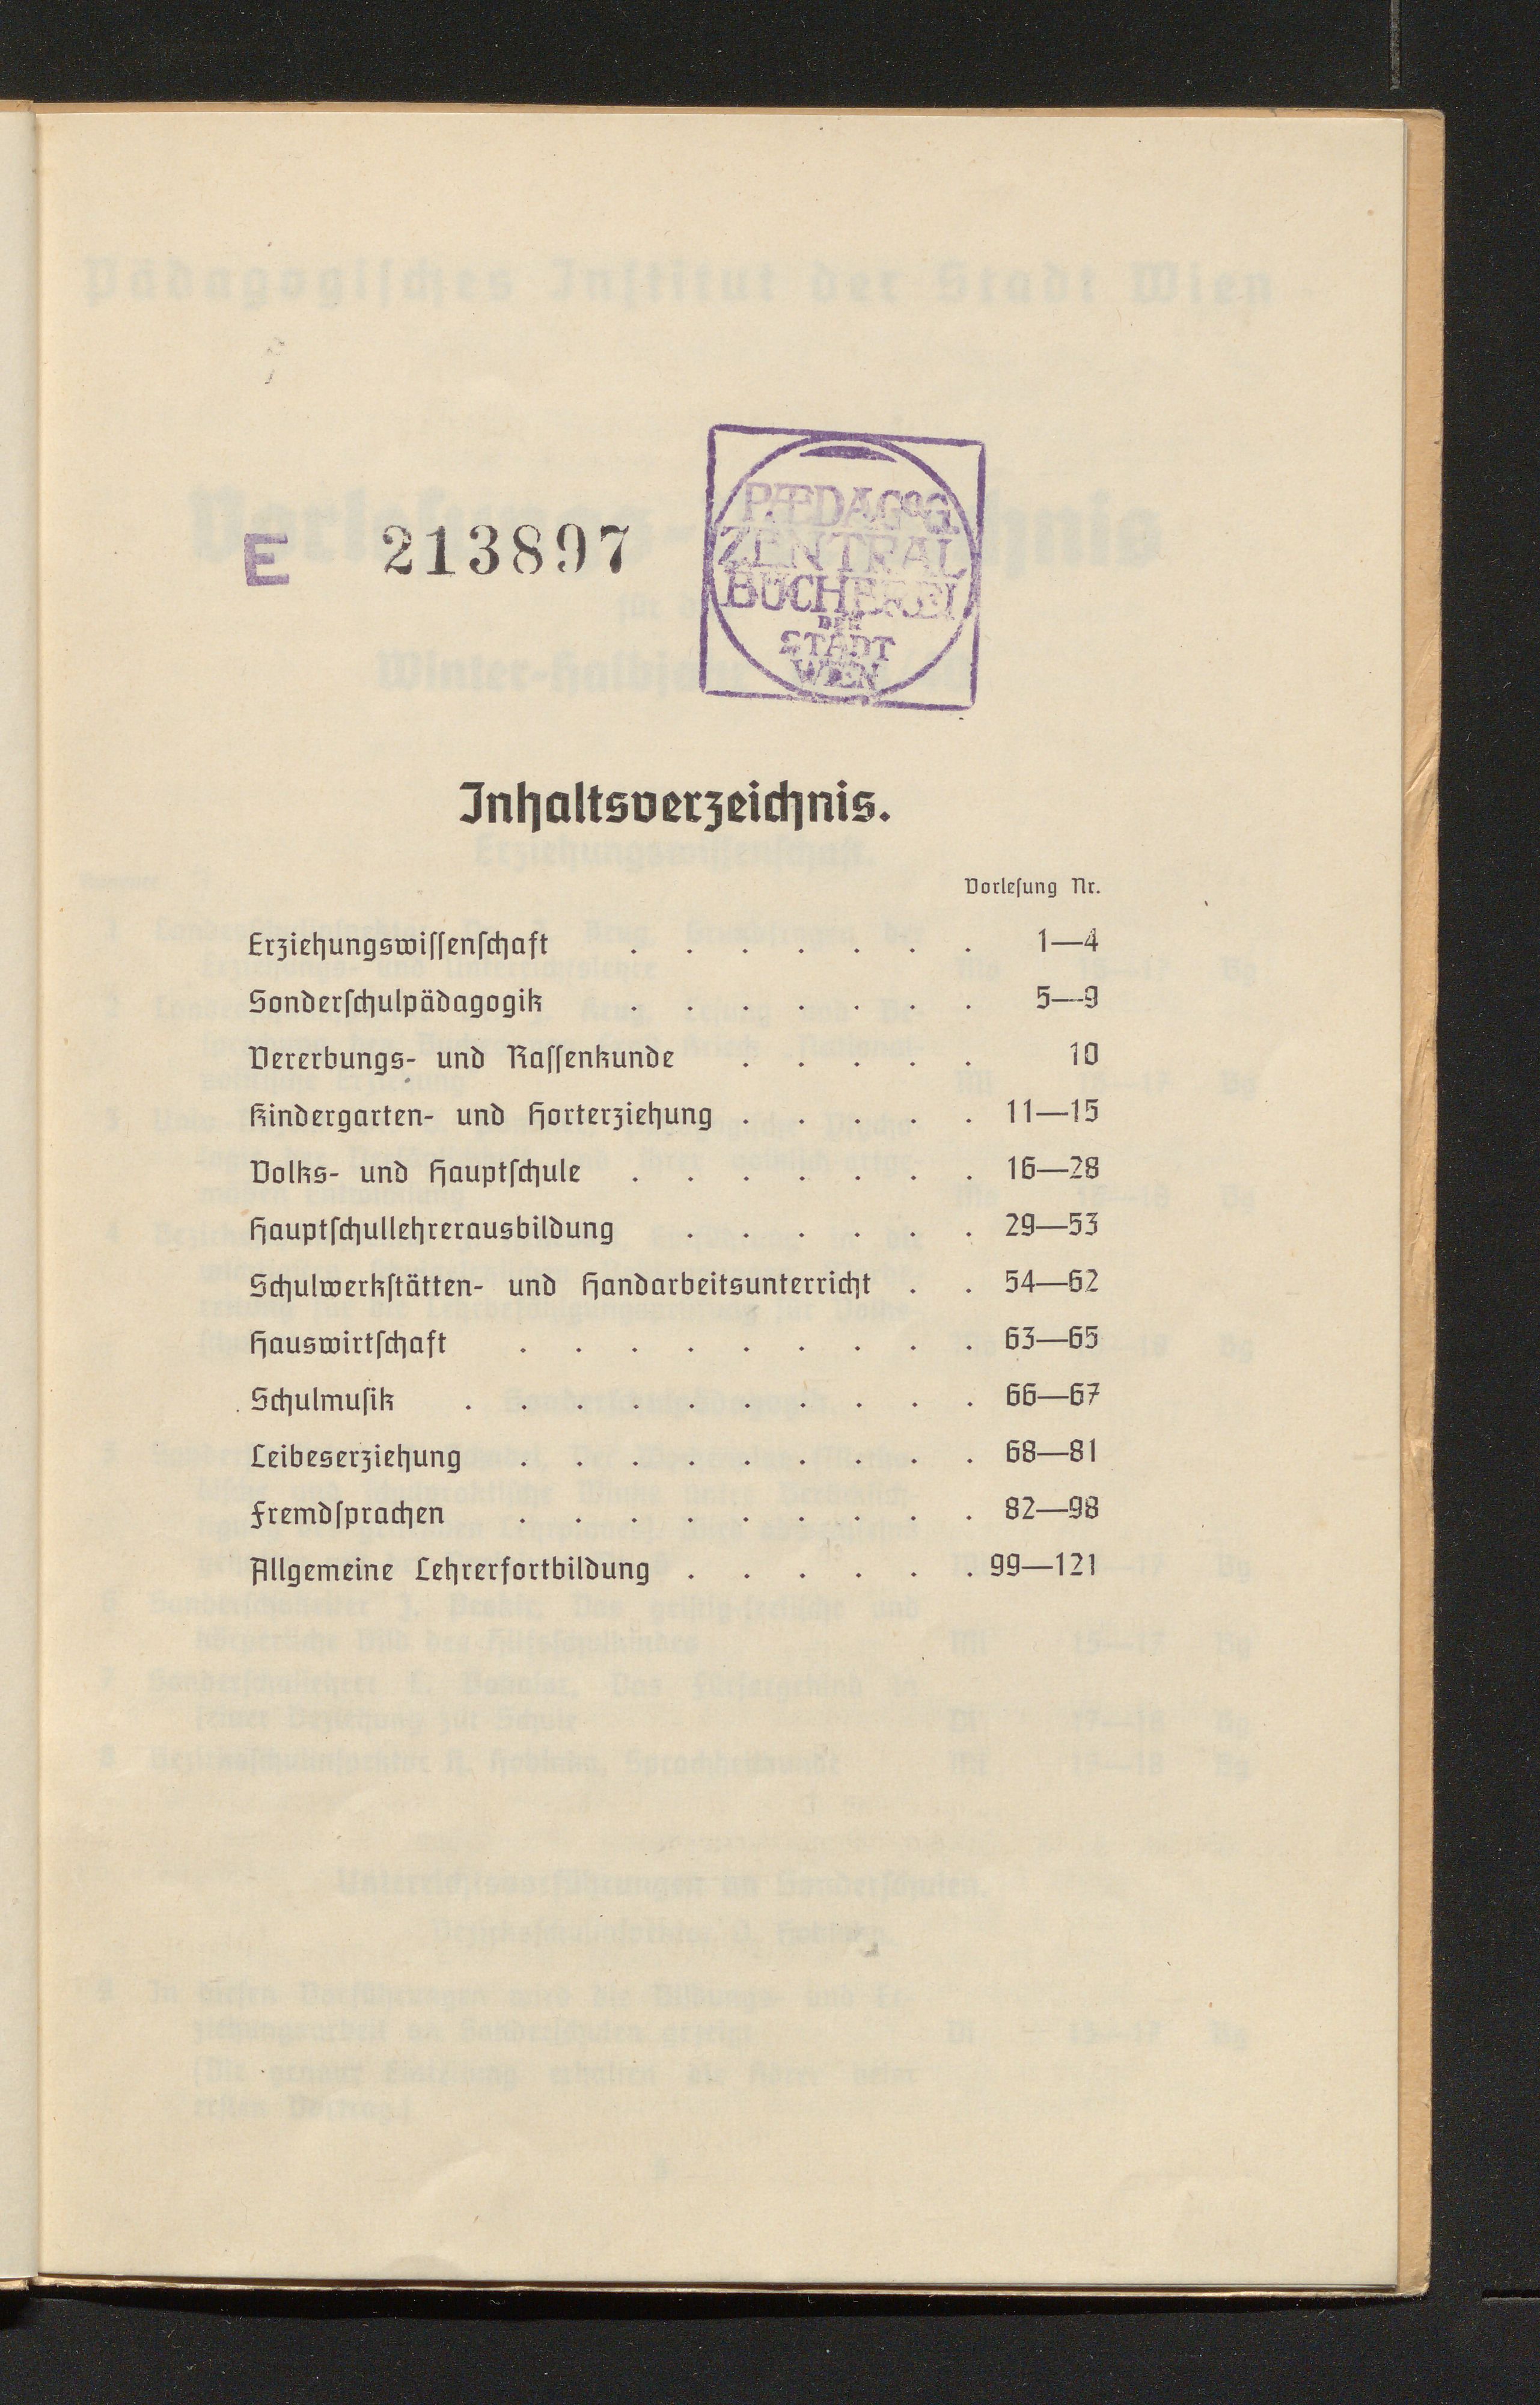 E 213897
PÆDAGOG.
ZENTRAL
BÜCHEREI
DER
STADT
WIEN
Inhaltsverzeichnis.
Vorlesung Nr.
Erziehungswissenschaft . . . . . . . 1—4
Sonderschulpädagogik . . . . . . . 5—9
Vererbungs- und Rassenkunde . . . . . 10
Kindergarten- und Horterziehung . . . . . 11—15
Volks- und Hauptschule . . . . . . . 16—28
Hauptschullehrerausbildung . . . . . . 29—53
Schulwerkstätten- und Handarbeitsunterricht . . 54—62
Hauswirtschaft . . . . . . . . . 63—65
Schulmusik . . . . . . . . . . 66—67
Leibeserziehung . . . . . . . . . 68—81
Fremdsprachen . . . . . . . . . 82—98
Allgemeine Lehrerfortbildung . . . . . . 99—121